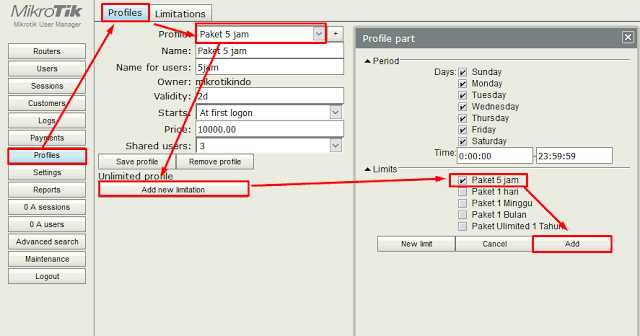 MikroTik
Mikrotik User Manager
Routers
Users
Sessions
Customers
Logs
Payments
Profiles
Settings
Reports
0 A sessions
0 A users
Advanced search
Maintenance
Logout
Profiles Limitations
Profile: Paket 5 jam +
Name: Paket 5 jam
Name for users: 5jam
Owner: mikrotikindo
Validity: 2d
Starts: At first logon
Price: 10000.00
Shared users: 3
Save profile Remove profile
Unlimited profile
Add new limitation
Profile part
Period
Days: Sunday
Monday
Tuesday
Wednesday
Thursday
Friday
Saturday
Time: 0:00:00 - 23:59:59
Limits
Paket 5 jam
Paket 1 hari
Paket 1 Minggu
Paket 1 Bulan
Paket Ulimited 1 Tahun
New limit Cancel Add